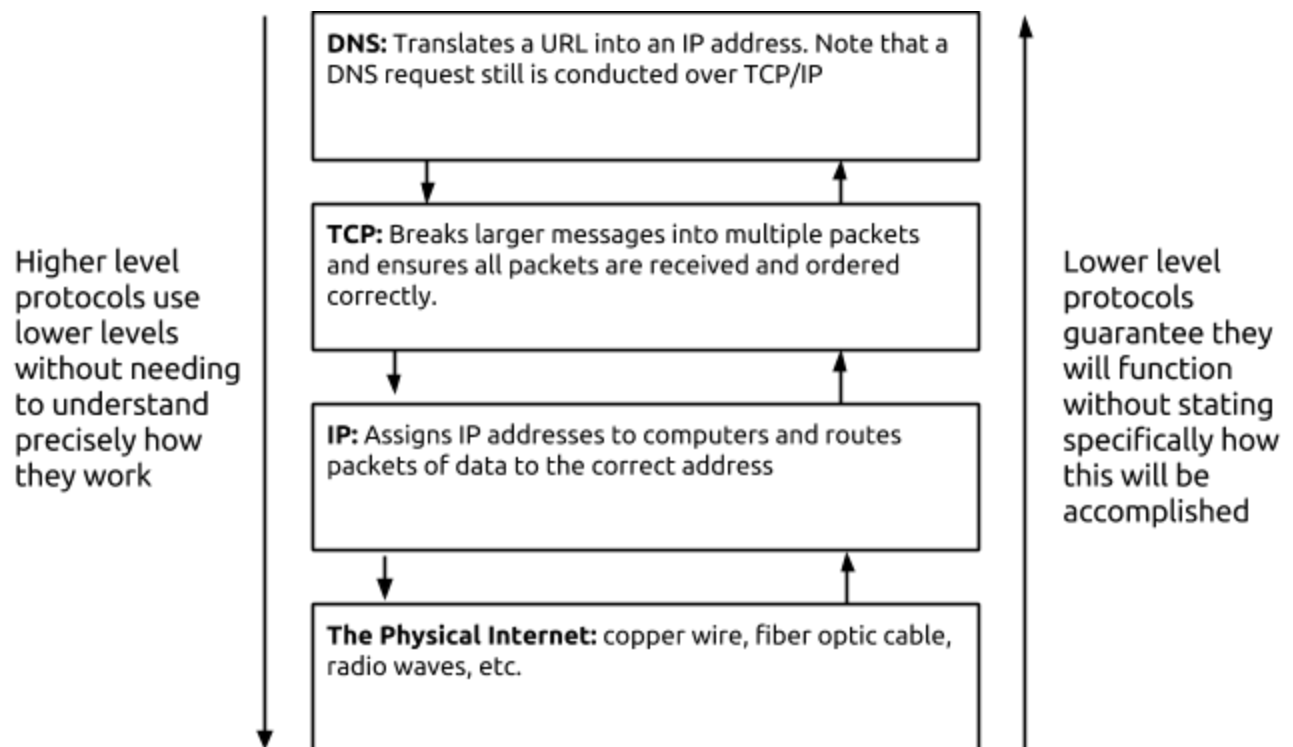 DNS: Translates a URL into an IP address. Note that a
DNS request still is conducted over TCP/IP
TCP: Breaks larger messages into multiple packets
and ensures all packets are received and ordered
correctly.
Higher level
protocols use
lower levels
without needing
to understand
precisely how
they work
Lower level
protocols
guarantee they
will function
without stating
specifically how
this will be
accomplished
IP: Assigns IP addresses to computers and routes
packets of data to the correct address
The Physical Internet: copper wire, fiber optic cable,
radio waves, etc.